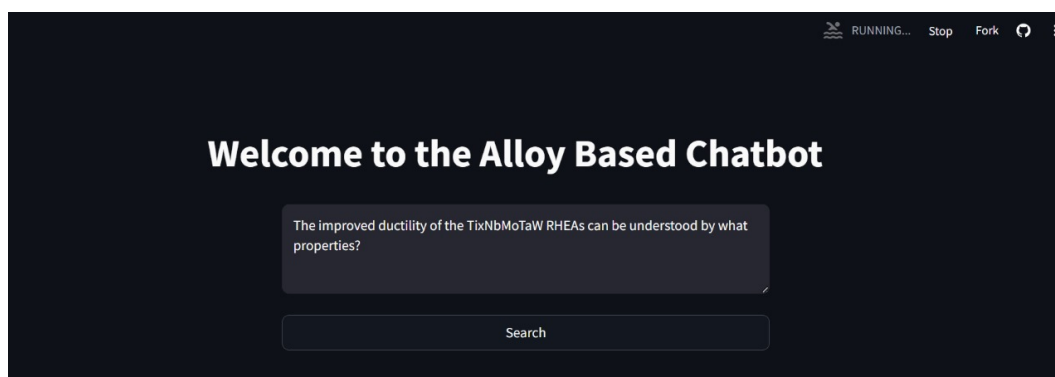 RUNNING... Stop Fork
Welcome to the Alloy Based Chatbot
The improved ductility of the TixNbMoTaW RHEAs can be understood by what
properties?
Search